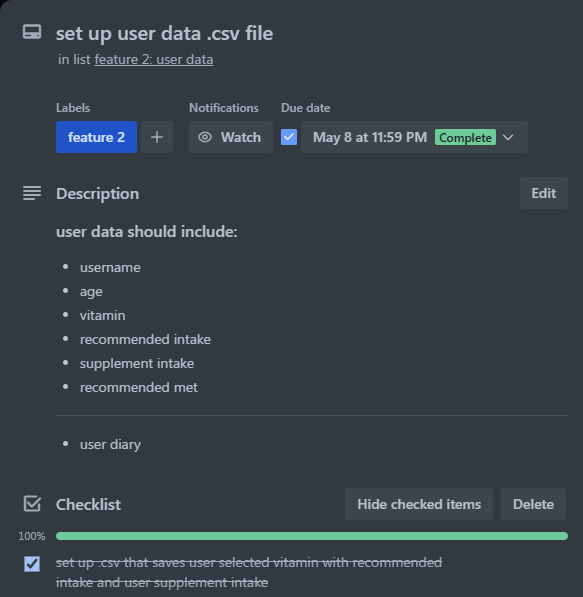 set up user data .csv file
in list feature 2: user data
Labels
Notifications
Due date
feature 2
+
Watch
May 8 at 11:59 PM Complete
Description
Edit
user data should include:
• username
• age
• vitamin
• recommended intake
• supplement intake
• recommended met
• user diary
Checklist
Hide checked items
Delete
100%
set up .csv that saves user selected vitamin with recommended
intake and user supplement intake